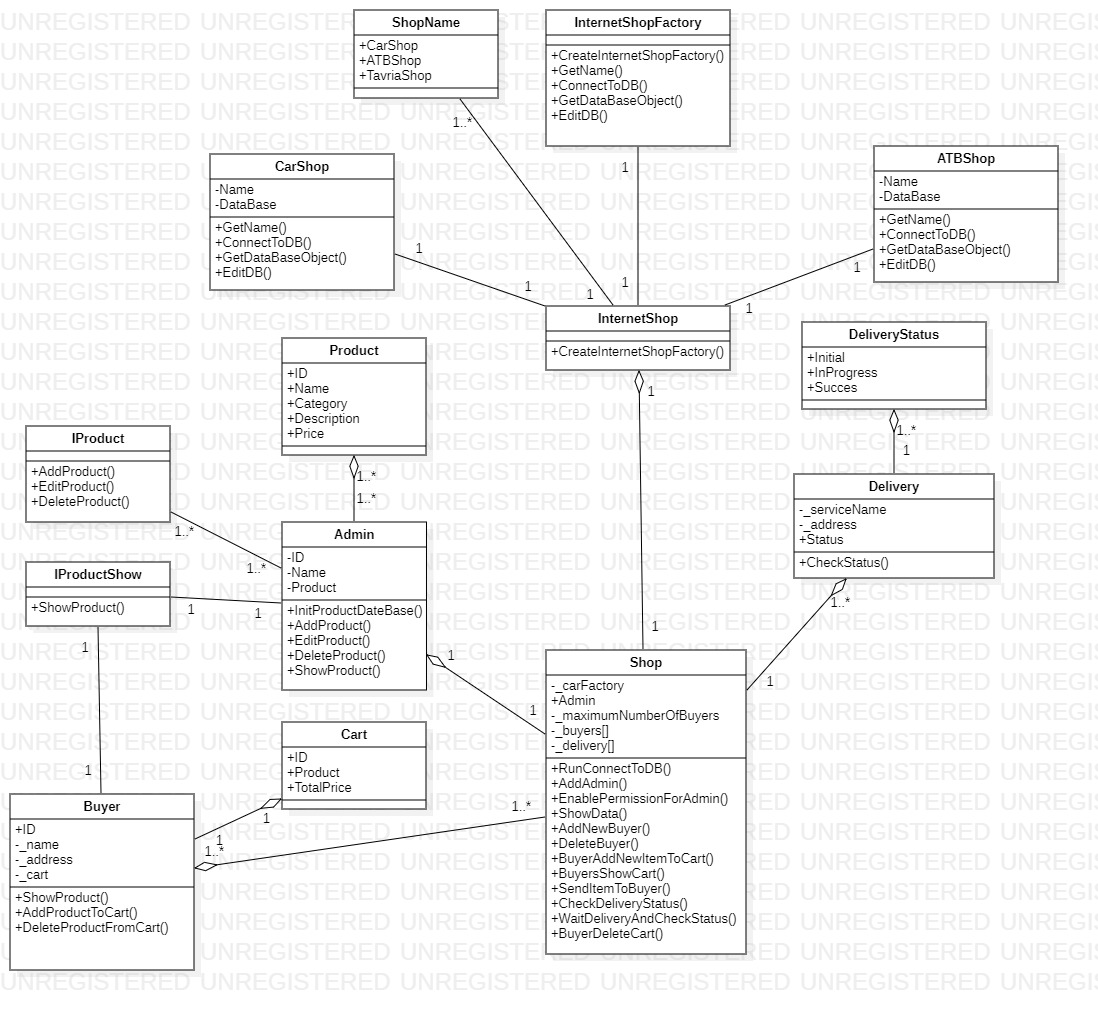 ShopName
+CarShop
+ATBShop
+TavriaShop
InternetShopFactory
+CreateInternetShopFactory()
+GetName()
+ConnectToDB()
+GetDataBaseObject()
+EditDB()
1..*
1
CarShop
-Name
-DataBase
+GetName()
+ConnectToDB()
+GetDataBaseObject()
+EditDB()
ATBShop
-Name
-DataBase
+GetName()
+ConnectToDB()
+GetDataBaseObject()
+EditDB()
1
1
1
1
1
1
InternetShop
+CreateInternetShopFactory()
1
Product
+ID
+Name
+Category
+Description
+Price
DeliveryStatus
+Initial
+InProgress
+Succes
1..*
1
IProduct
+AddProduct()
+EditProduct()
+DeleteProduct()
1..*
1..*
1..*
1..*
Delivery
-_serviceName
-_address
+Status
+CheckStatus()
1..*
1
Admin
-ID
-Name
-Product
+InitProductDateBase()
+AddProduct()
+EditProduct()
+DeleteProduct()
+ShowProduct()
IProductShow
+ShowProduct()
1
1
1
1
1
1
1
Shop
-_carFactory
+Admin
-_maximumNumberOfBuyers
-_buyers[]
-_delivery[]
+RunConnectToDB()
+AddAdmin()
+EnablePermissionForAdmin()
+ShowData()
+AddNewBuyer()
+DeleteBuyer()
+BuyerAddNewItemToCart()
+BuyersShowCart()
+SendItemToBuyer()
+CheckDeliveryStatus()
+WaitDeliveryAndCheckStatus()
+BuyerDeleteCart()
Cart
+ID
+Product
+TotalPrice
1
1
1..*
1..*
Buyer
+ID
-_name
-_address
-_cart
+ShowProduct()
+AddProductToCart()
+DeleteProductFromCart()
UNREGISTERED